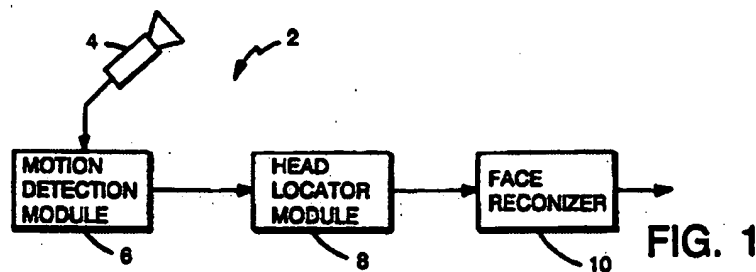 4
2
MOTION
DETECTION
MODULE
6
HEAD
LOCATOR
MODULE
8
FACE
RECONIZER
10
FIG. 1